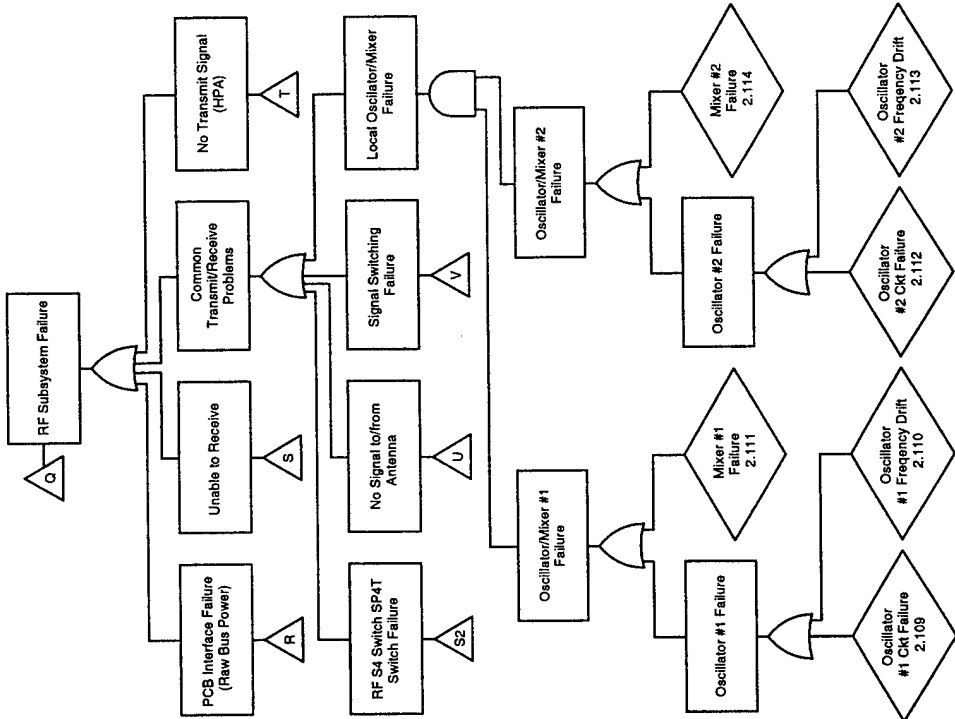 Q
RF Subsystem Failure
PCB Interface Failure
(Raw Bus Power)
R
Unable to Receive
S
Common
Transmit/Receive
Problems
No Transmit Signal
(HPA)
T
RF S4 Switch SP4T
Switch Failure
S2
No Signal to/from
Antenna
U
Signal Switching
Failure
V
Local Oscilator/Mixer
Failure
Oscillator/Mixer #1
Failure
Oscillator/Mixer #2
Failure
Oscillator #1 Failure
Mixer #1
Failure
2.111
Oscillator #2 Failure
Mixer #2
Failure
2.114
Oscillator
#1 Ckt Failure
2.109
Oscillator
#1 Freqency Drift
2.110
Oscillator
#2 Ckt Failure
2.112
Oscillator
#2 Freqency Drift
2.113